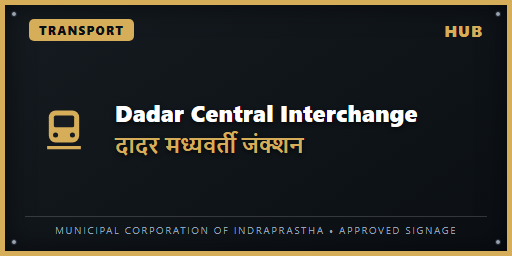 TRANSPORT
HUB
Dadar Central Interchange
दादर मध्यवर्ती जंक्शन
MUNICIPAL CORPORATION OF INDRAPRASTHA • APPROVED SIGNAGE